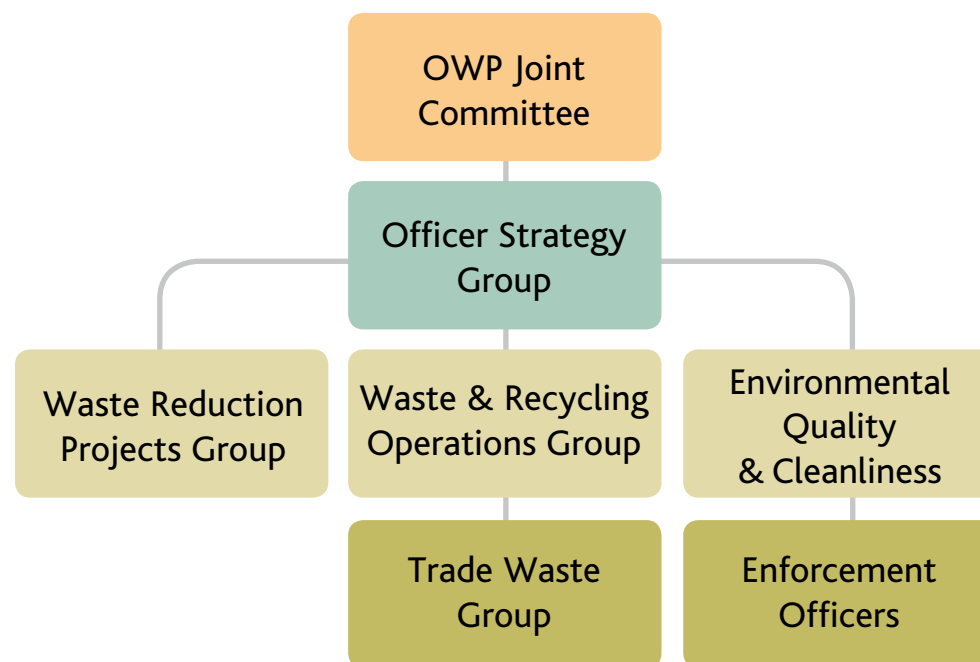 OWP Joint
Committee
Officer Strategy
Group
Waste Reduction
Projects Group
Waste & Recycling
Operations Group
Environmental
Quality
& Cleanliness
Trade Waste
Group
Enforcement
Officers